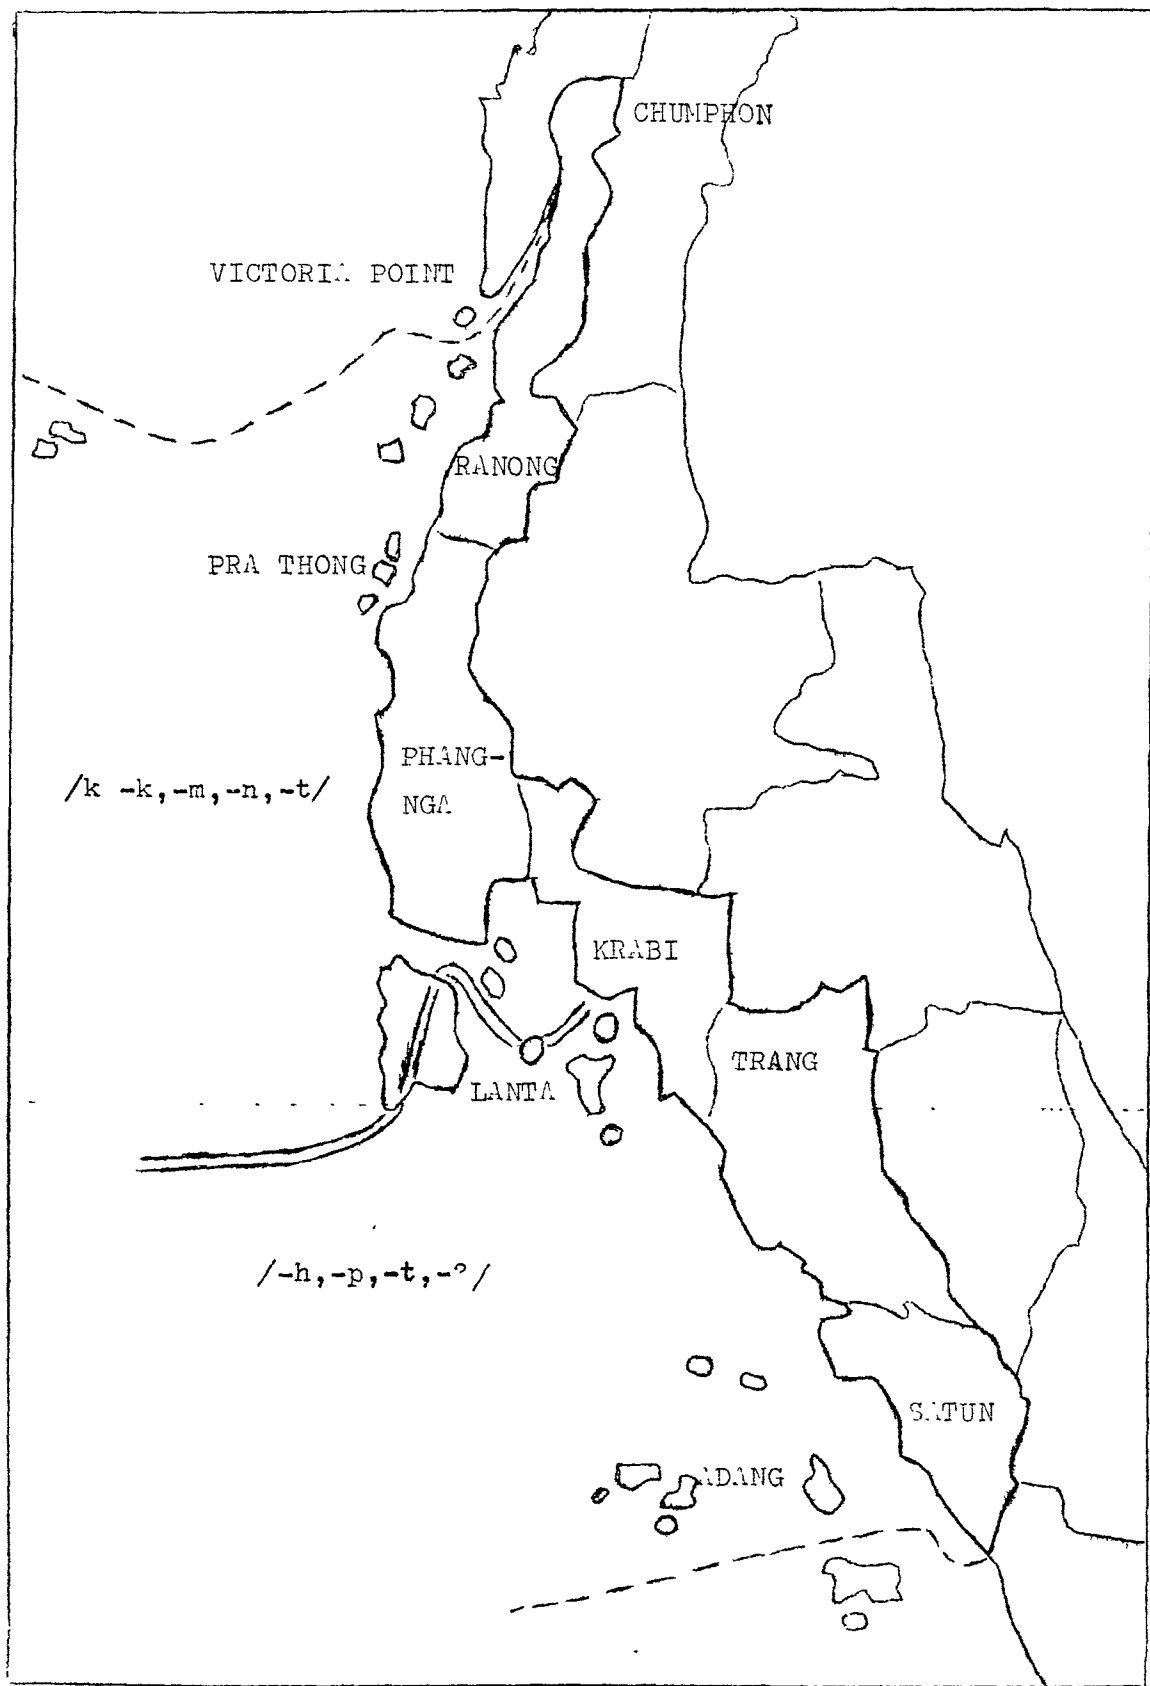 CHUMPHON
VICTORIA POINT
RANONG
PRA THONG
PHANG-
NGA
/k -k,-m,-n,-t/
KRABI
TRANG
LANTA
/-h,-p,-t,-ʔ/
SATUN
ADANG